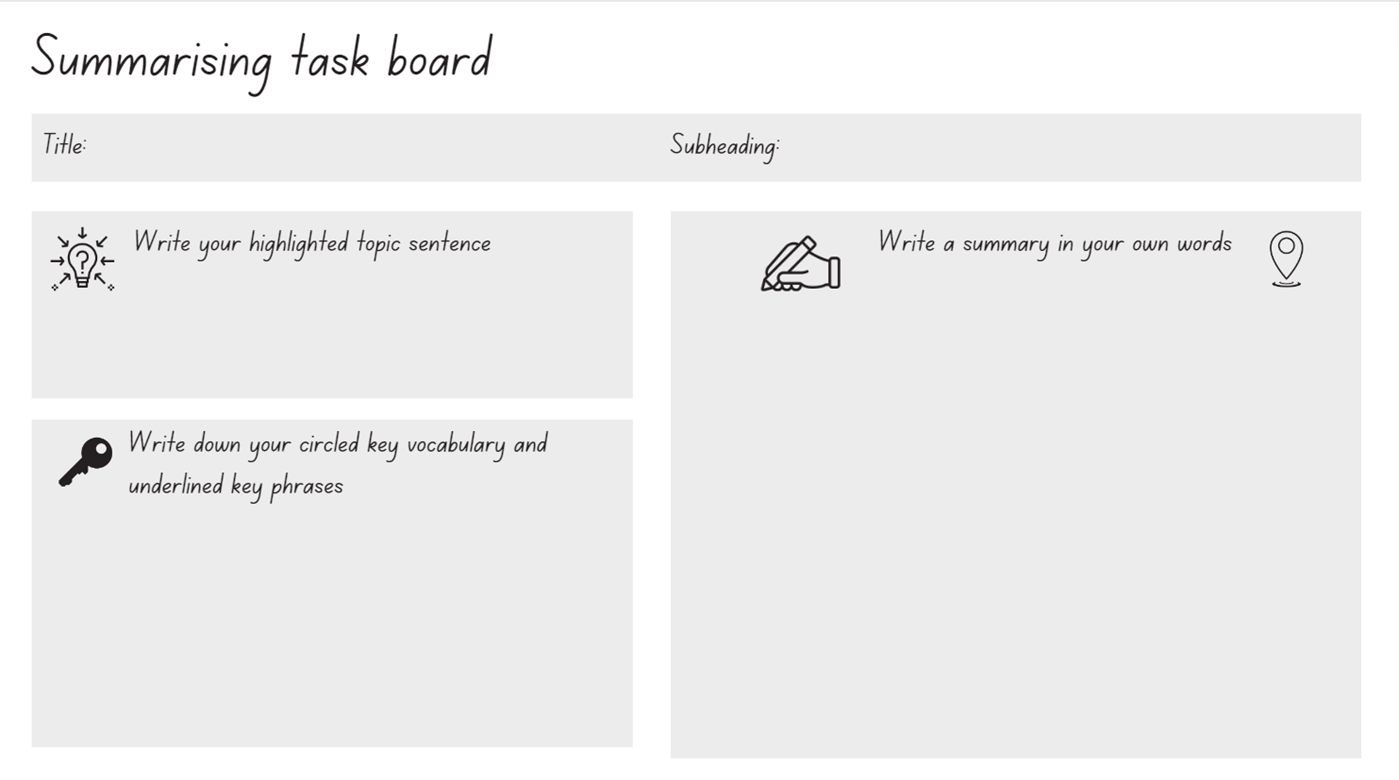 Summarising task board
Title:
Subheading:
Write your highlighted topic sentence
Write down your circled key vocabulary and
underlined key phrases
Write a summary in your own words